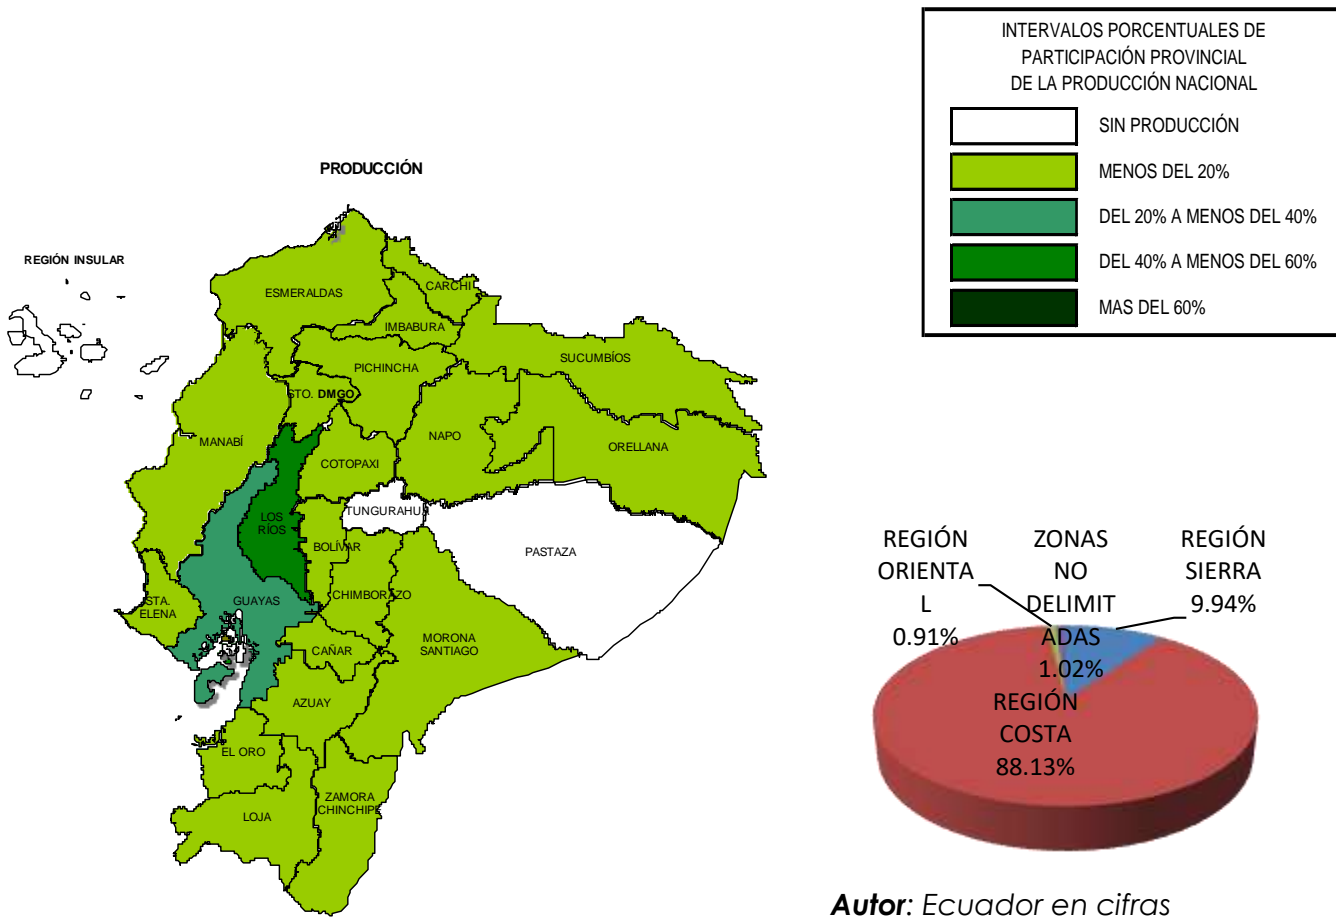 INTERVALOS PORCENTUALES DE
PARTICIPACIÓN PROVINCIAL
DE LA PRODUCCIÓN NACIONAL
SIN PRODUCCIÓN
MENOS DEL 20%
DEL 20% A MENOS DEL 40%
DEL 40% A MENOS DEL 60%
MAS DEL 60%
PRODUCCIÓN
REGIÓN INSULAR
ESMERALDAS
CARCHI
IMBABURA
SUCUMBÍOS
PICHINCHA
STO. DMGO
MANABÍ
NAPO
ORELLANA
COTOPAXI
LOS
RÍOS
TUNGURAHUA
BOLÍVAR
PASTAZA
STA.
ELENA
GUAYAS
CHIMBORAZO
MORONA
SANTIAGO
CAÑAR
AZUAY
EL ORO
ZAMORA
CHINCHIPE
LOJA
REGIÓN
ORIENTA
L
0.91%
ZONAS
NO
DELIMIT
ADAS
1.02%
REGIÓN
SIERRA
9.94%
REGIÓN
COSTA
88.13%
Autor: Ecuador en cifras